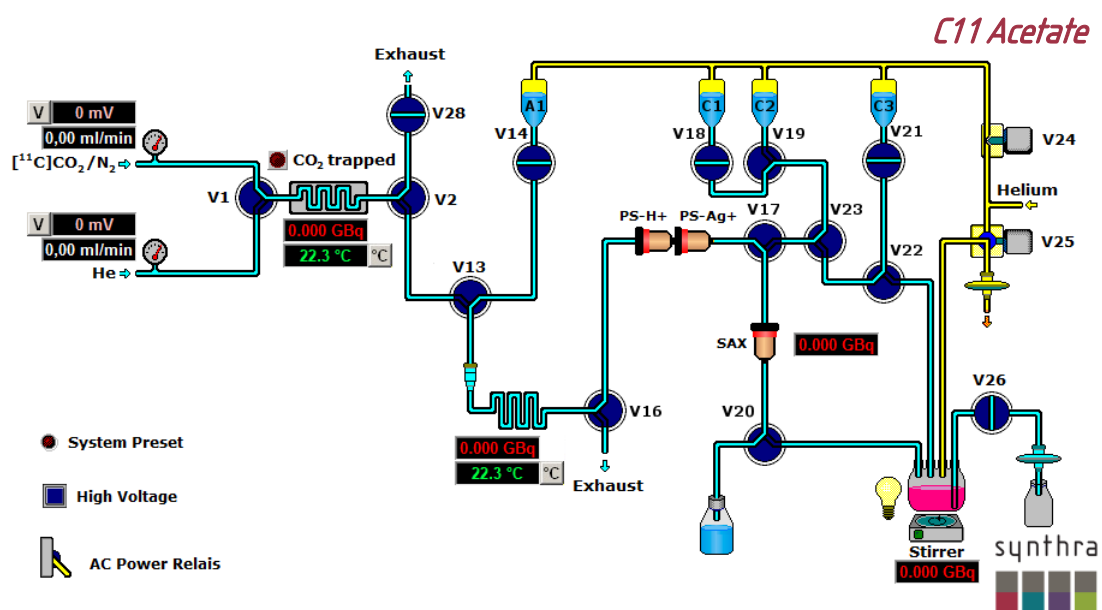 C11 Acetate
Exhaust
V 0 mV
0,00 ml/min
[¹¹C]CO₂/N₂
V28
A1
C1
C2
C3
V14
V18
V19
V21
V24
CO₂ trapped
V1
V2
0.000 GBq
22.3 °C °C
V 0 mV
0,00 ml/min
He
Helium
PS-H+ PS-Ag+
V17
V23
V25
V22
V13
SAX
0.000 GBq
V16
V20
V26
0.000 GBq
22.3 °C °C
Exhaust
System Preset
High Voltage
AC Power Relais
Stirrer
0.000 GBq
synthra